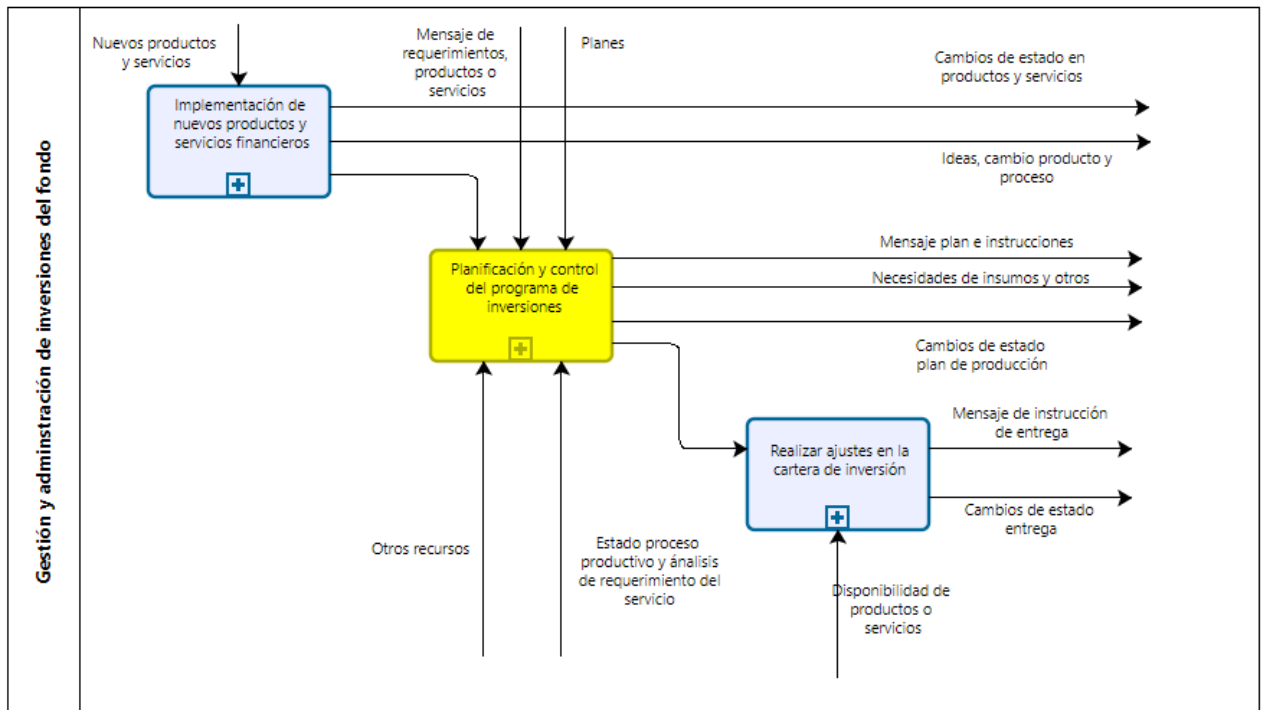 Gestión y adminstración de inversiones del fondo
Nuevos productos
y servicios
Mensaje de
requerimientos,
productos o
servicios
Planes
Cambios de estado en
productos y servicios
Implementación de
nuevos productos y
servicios financieros
Ideas, cambio producto y
proceso
Mensaje plan e instrucciones
Planificación y control
del programa de
inversiones
Necesidades de insumos y otros
Cambios de estado
plan de producción
Mensaje de instrucción
de entrega
Realizar ajustes en la
cartera de inversión
Cambios de estado
entrega
Otros recursos
Estado proceso
productivo y ánalisis
de requerimiento del
servicio
Disponibilidad de
productos o
servicios